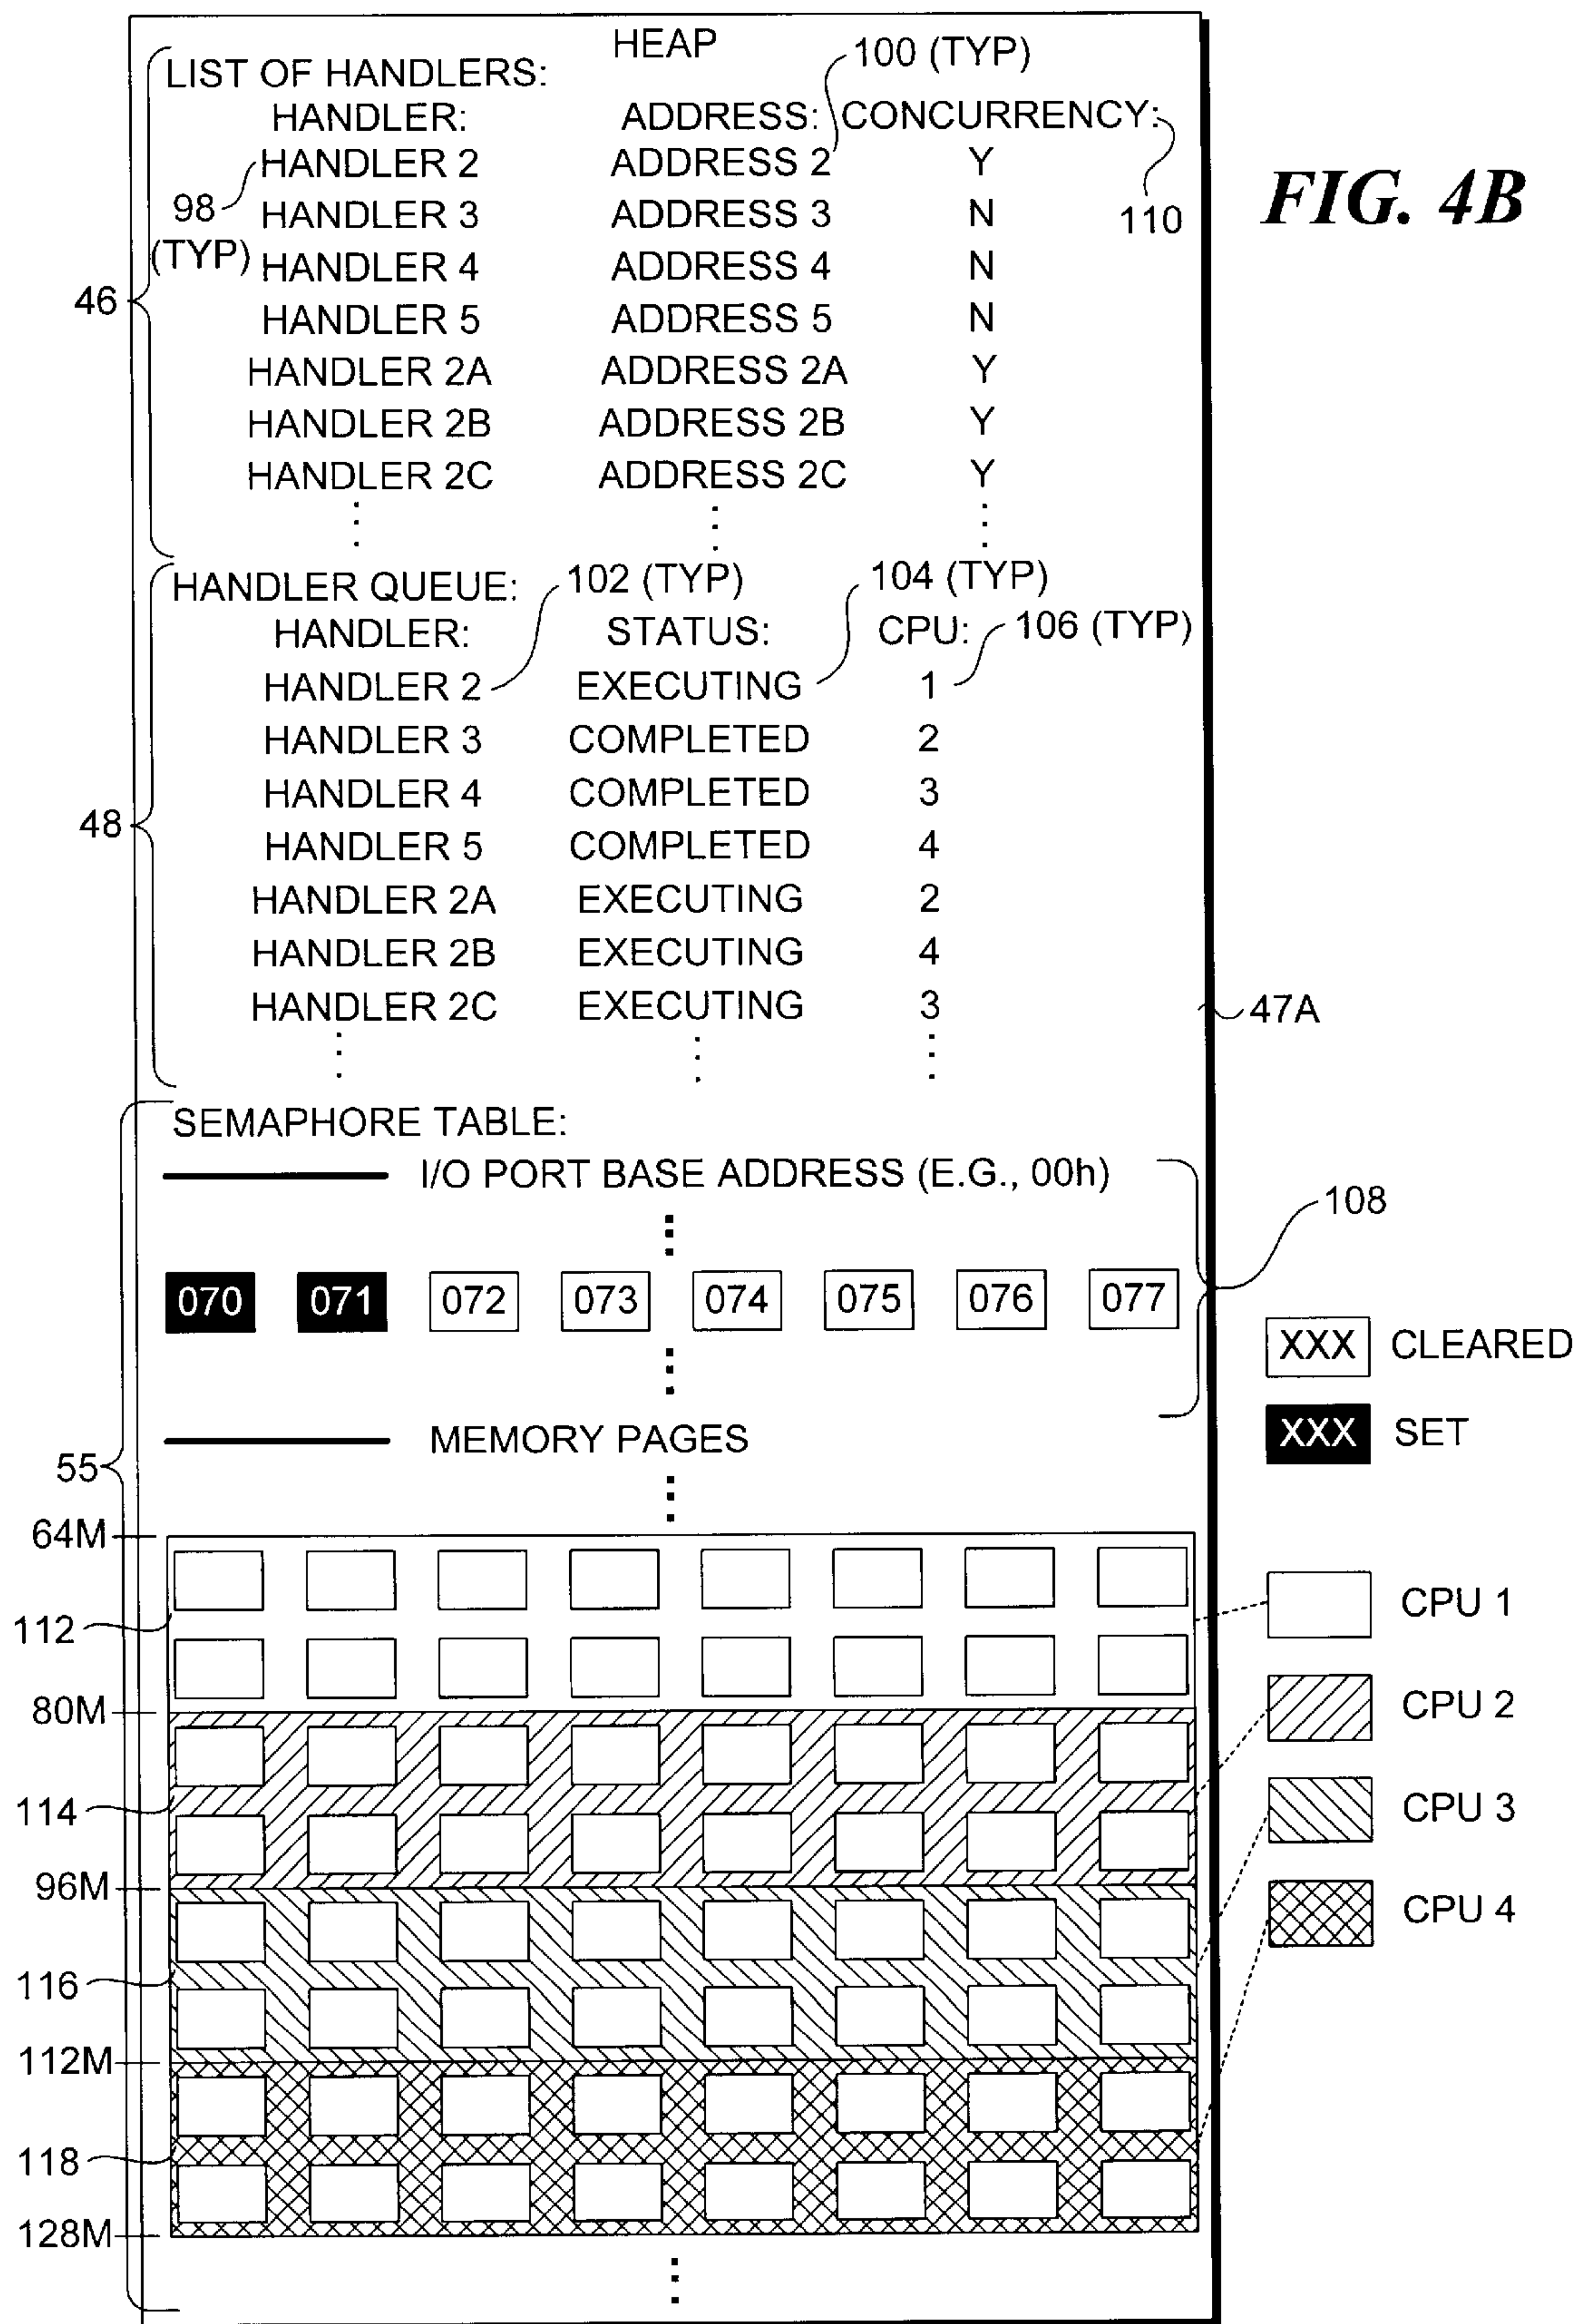 HEAP
100 (TYP)
LIST OF HANDLERS:
HANDLER: ADDRESS: CONCURRENCY:
HANDLER 2 ADDRESS 2 Y
98 (TYP)
HANDLER 3 ADDRESS 3 N
110
FIG. 4B
HANDLER 4 ADDRESS 4 N
46
HANDLER 5 ADDRESS 5 N
HANDLER 2A ADDRESS 2A Y
HANDLER 2B ADDRESS 2B Y
HANDLER 2C ADDRESS 2C Y
HANDLER QUEUE: 102 (TYP) 104 (TYP)
HANDLER: STATUS: CPU: 106 (TYP)
HANDLER 2 EXECUTING 1
HANDLER 3 COMPLETED 2
HANDLER 4 COMPLETED 3
48
HANDLER 5 COMPLETED 4
HANDLER 2A EXECUTING 2
HANDLER 2B EXECUTING 4
HANDLER 2C EXECUTING 3
47A
SEMAPHORE TABLE:
I/O PORT BASE ADDRESS (E.G., 00h)
108
070 071 072 073 074 075 076 077
XXX CLEARED
XXX SET
MEMORY PAGES
55
64M
112
CPU 1
80M
CPU 2
114
CPU 3
96M
CPU 4
116
112M
118
128M